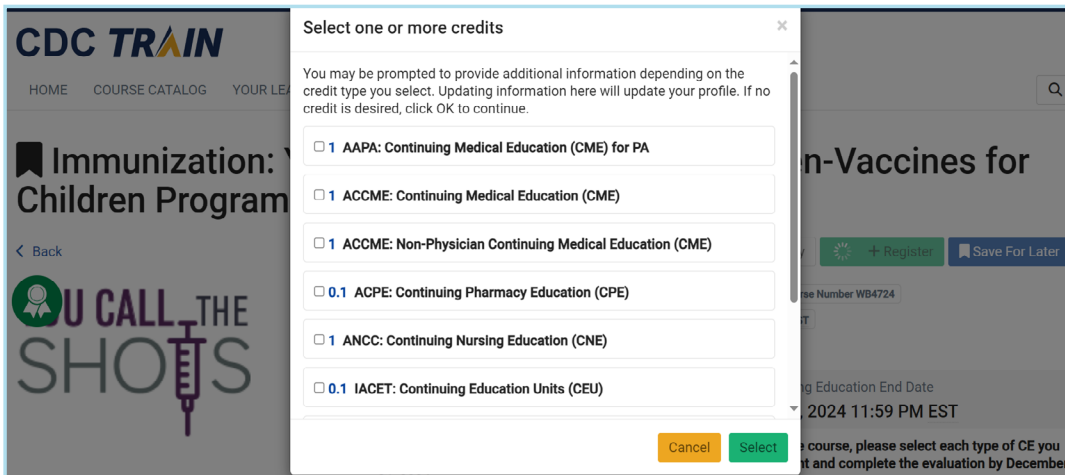 CDC TRAIN
HOME COURSE CATALOG YOUR LEA
Immunization:
en-Vaccines for
Children Program
Back
+ Register
Save For Later
rse Number WB4724
ST
U CALL THE
SHOTS
ng Education End Date
, 2024 11:59 PM EST
course, please select each type of CE you
nt and complete the evaluation by December
Select one or more credits
×
You may be prompted to provide additional information depending on the
credit type you select. Updating information here will update your profile. If no
credit is desired, click OK to continue.
1 AAPA: Continuing Medical Education (CME) for PA
1 ACCME: Continuing Medical Education (CME)
1 ACCME: Non-Physician Continuing Medical Education (CME)
0.1 ACPE: Continuing Pharmacy Education (CPE)
1 ANCC: Continuing Nursing Education (CNE)
0.1 IACET: Continuing Education Units (CEU)
Cancel Select